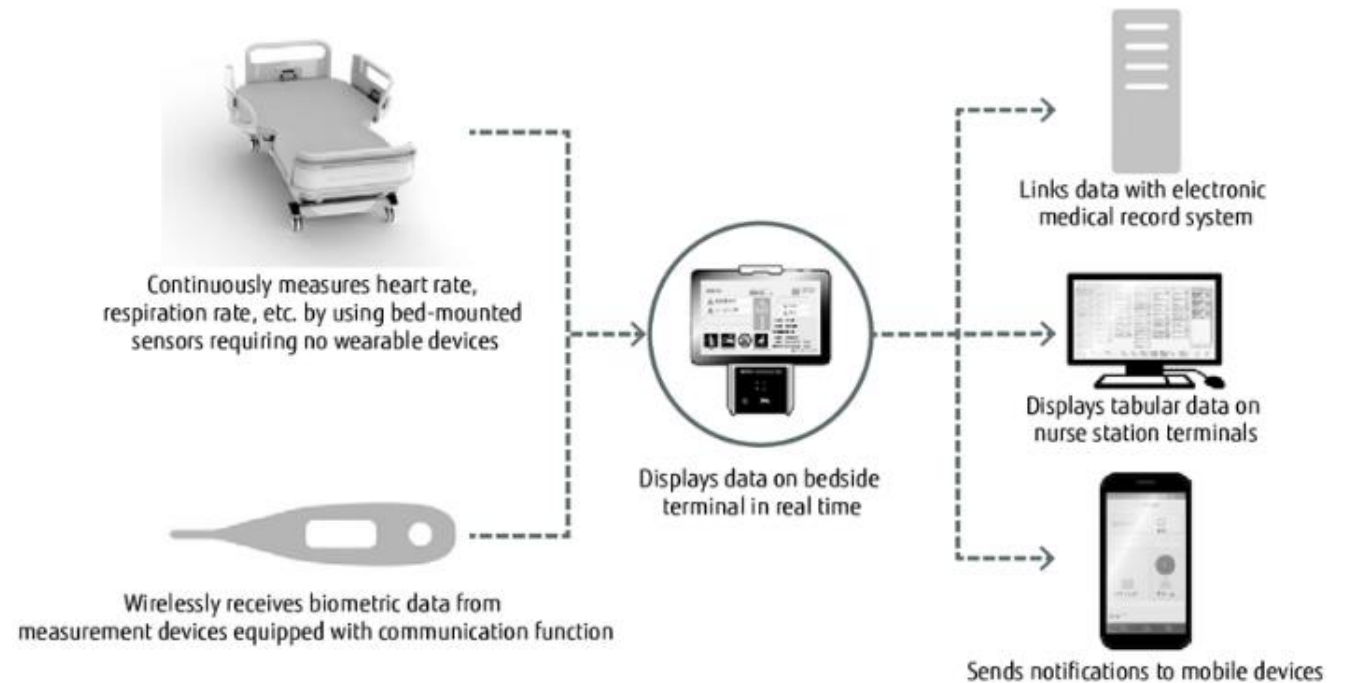 Continuously measures heart rate,
respiration rate, etc. by using bed-mounted
sensors requiring no wearable devices
Wirelessly receives biometric data from
measurement devices equipped with communication function
Displays data on bedside
terminal in real time
Links data with electronic
medical record system
Displays tabular data on
nurse station terminals
Sends notifications to mobile devices